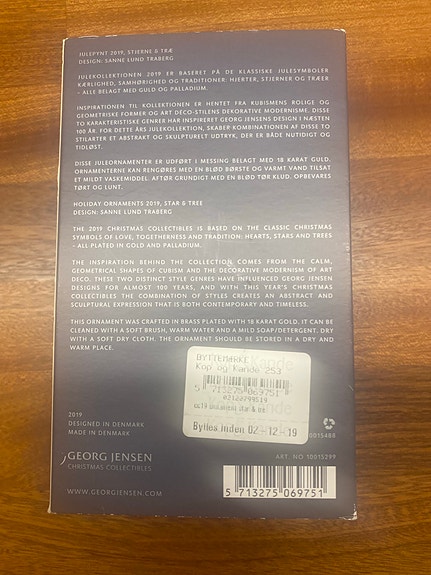 JULEPYNT 2019, STJERNE & TRÆ
DESIGN: SANNE LUND TRABERG
JULEKOLLEKTIONEN 2019 ER BASERET PÅ DE KLASSISKE JULESYMBOLER
KÆRLIGHED, SAMHØRIGHED OG TRADITIONER: HJERTER, STJERNER OG TRÆER
- ALLE BELAGT MED GULD OG PALLADIUM.
INSPIRATIONEN TIL KOLLEKTIONEN ER HENTET FRA KUBISMENS ROLIGE OG
GEOMETRISKE FORMER OG ART DECO-STILENS DEKORATIVE MODERNISME. DISSE
TO KARAKTERISTISKE GENRER HAR INSPIRERET GEORG JENSENS DESIGN I NÆSTEN
100 ÅR. FOR DETTE ÅRS JULEKOLLEKTION, SKABER KOMBINATIONEN AF DISSE TO
STILARTER ET ABSTRAKT OG SKULPTURELT UDTRYK, DER ER BÅDE NUTIDIGT OG
TIDLØST.
DISSE JULEORNAMENTER ER UDFØRT I MESSING BELAGT MED 18 KARAT GULD.
ORNAMENTERNE KAN RENGØRES MED EN BLØD BØRSTE OG VARMT VAND TILSAT
ET MILDT VASKEMIDDEL. AFTØR GRUNDIGT MED EN BLØD TØR KLUD. OPBEVARES
TØRT OG LUNT.
HOLIDAY ORNAMENTS 2019, STAR & TREE
DESIGN: SANNE LUND TRABERG
THE 2019 CHRISTMAS COLLECTIBLES IS BASED ON THE CLASSIC CHRISTMAS
SYMBOLS OF LOVE, TOGETHERNESS AND TRADITION: HEARTS, STARS AND TREES
- ALL PLATED IN GOLD AND PALLADIUM.
THE INSPIRATION BEHIND THE COLLECTION COMES FROM THE CALM,
GEOMETRICAL SHAPES OF CUBISM AND THE DECORATIVE MODERNISM OF ART
DECO. THESE TWO DISTINCT STYLE GENRES HAVE INFLUENCED GEORG JENSEN
DESIGNS FOR ALMOST 100 YEARS, AND WITH THIS YEAR'S CHRISTMAS
COLLECTIBLES THE COMBINATION OF STYLES CREATES AN ABSTRACT AND
SCULPTURAL EXPRESSION THAT IS BOTH CONTEMPORARY AND TIMELESS.
THIS ORNAMENT WAS CRAFTED IN BRASS PLATED WITH 18 KARAT GOLD. IT CAN BE
CLEANED WITH A SOFT BRUSH, WARM WATER AND A MILD SOAP/DETERGENT. DRY
WITH A SOFT DRY CLOTH. THE ORNAMENT SHOULD BE STORED IN A DRY AND
WARM PLACE.
BYTTEMÆRKE
Kop og Kande 253
5 713275 069751
Byttes inden 02-12-19
10015488
2019
DESIGNED IN DENMARK
MADE IN DENMARK
GEORG JENSEN
CHRISTMAS COLLECTIBLES
WWW.GEORGJENSEN.COM
ART. NO 10015299
5 713275 069751